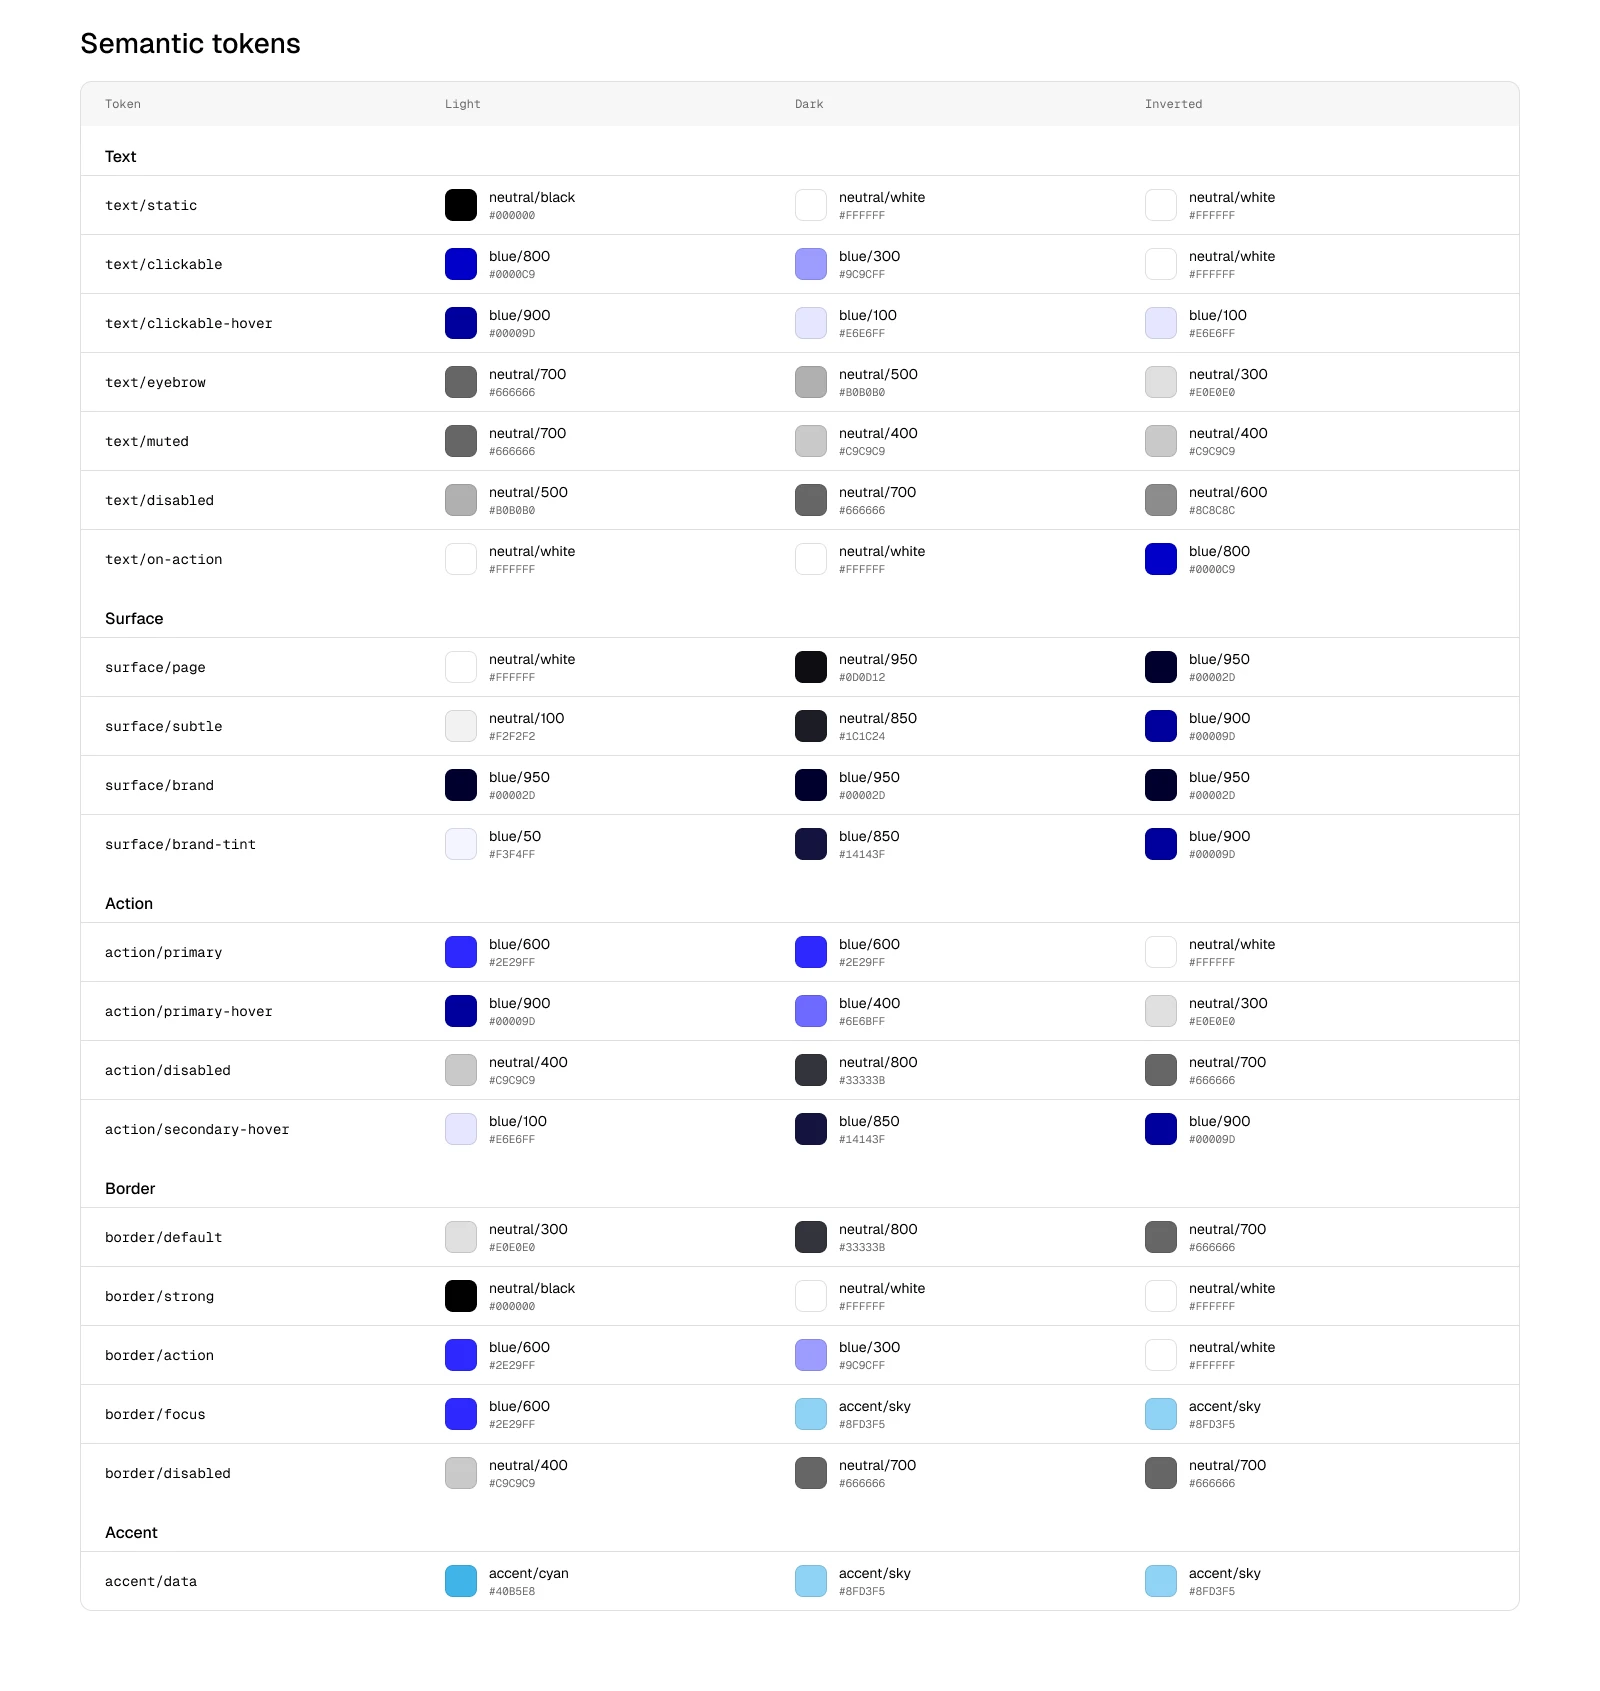 Semantic tokens
Token Light Dark Inverted
Text
text/static neutral/black neutral/white neutral/white
#000000 #FFFFFF #FFFFFF
text/clickable blue/800 blue/300 neutral/white
#0000C9 #9C9CFF #FFFFFF
text/clickable-hover blue/900 blue/100 blue/100
#00009D #E6E6FF #E6E6FF
text/eyebrow neutral/700 neutral/500 neutral/300
#666666 #B0B0B0 #E0E0E0
text/muted neutral/700 neutral/400 neutral/400
#666666 #C9C9C9 #C9C9C9
text/disabled neutral/500 neutral/700 neutral/600
#B0B0B0 #666666 #8C8C8C
text/on-action neutral/white neutral/white blue/800
#FFFFFF #FFFFFF #0000C9
Surface
surface/page neutral/white neutral/950 blue/950
#FFFFFF #0D0D12 #00002D
surface/subtle neutral/100 neutral/850 blue/900
#F2F2F2 #1C1C24 #00009D
surface/brand blue/950 blue/950 blue/950
#00002D #00002D #00002D
surface/brand-tint blue/50 blue/850 blue/900
#F3F4FF #14143F #00009D
Action
action/primary blue/600 blue/600 neutral/white
#2E29FF #2E29FF #FFFFFF
action/primary-hover blue/900 blue/400 neutral/300
#00009D #6E6BFF #E0E0E0
action/disabled neutral/400 neutral/800 neutral/700
#C9C9C9 #33333B #666666
action/secondary-hover blue/100 blue/850 blue/900
#E6E6FF #14143F #00009D
Border
border/default neutral/300 neutral/800 neutral/700
#E0E0E0 #33333B #666666
border/strong neutral/black neutral/white neutral/white
#000000 #FFFFFF #FFFFFF
border/action blue/600 blue/300 neutral/white
#2E29FF #9C9CFF #FFFFFF
border/focus blue/600 accent/sky accent/sky
#2E29FF #8FD3F5 #8FD3F5
border/disabled neutral/400 neutral/700 neutral/700
#C9C9C9 #666666 #666666
Accent
accent/data accent/cyan accent/sky accent/sky
#40B5E8 #8FD3F5 #8FD3F5